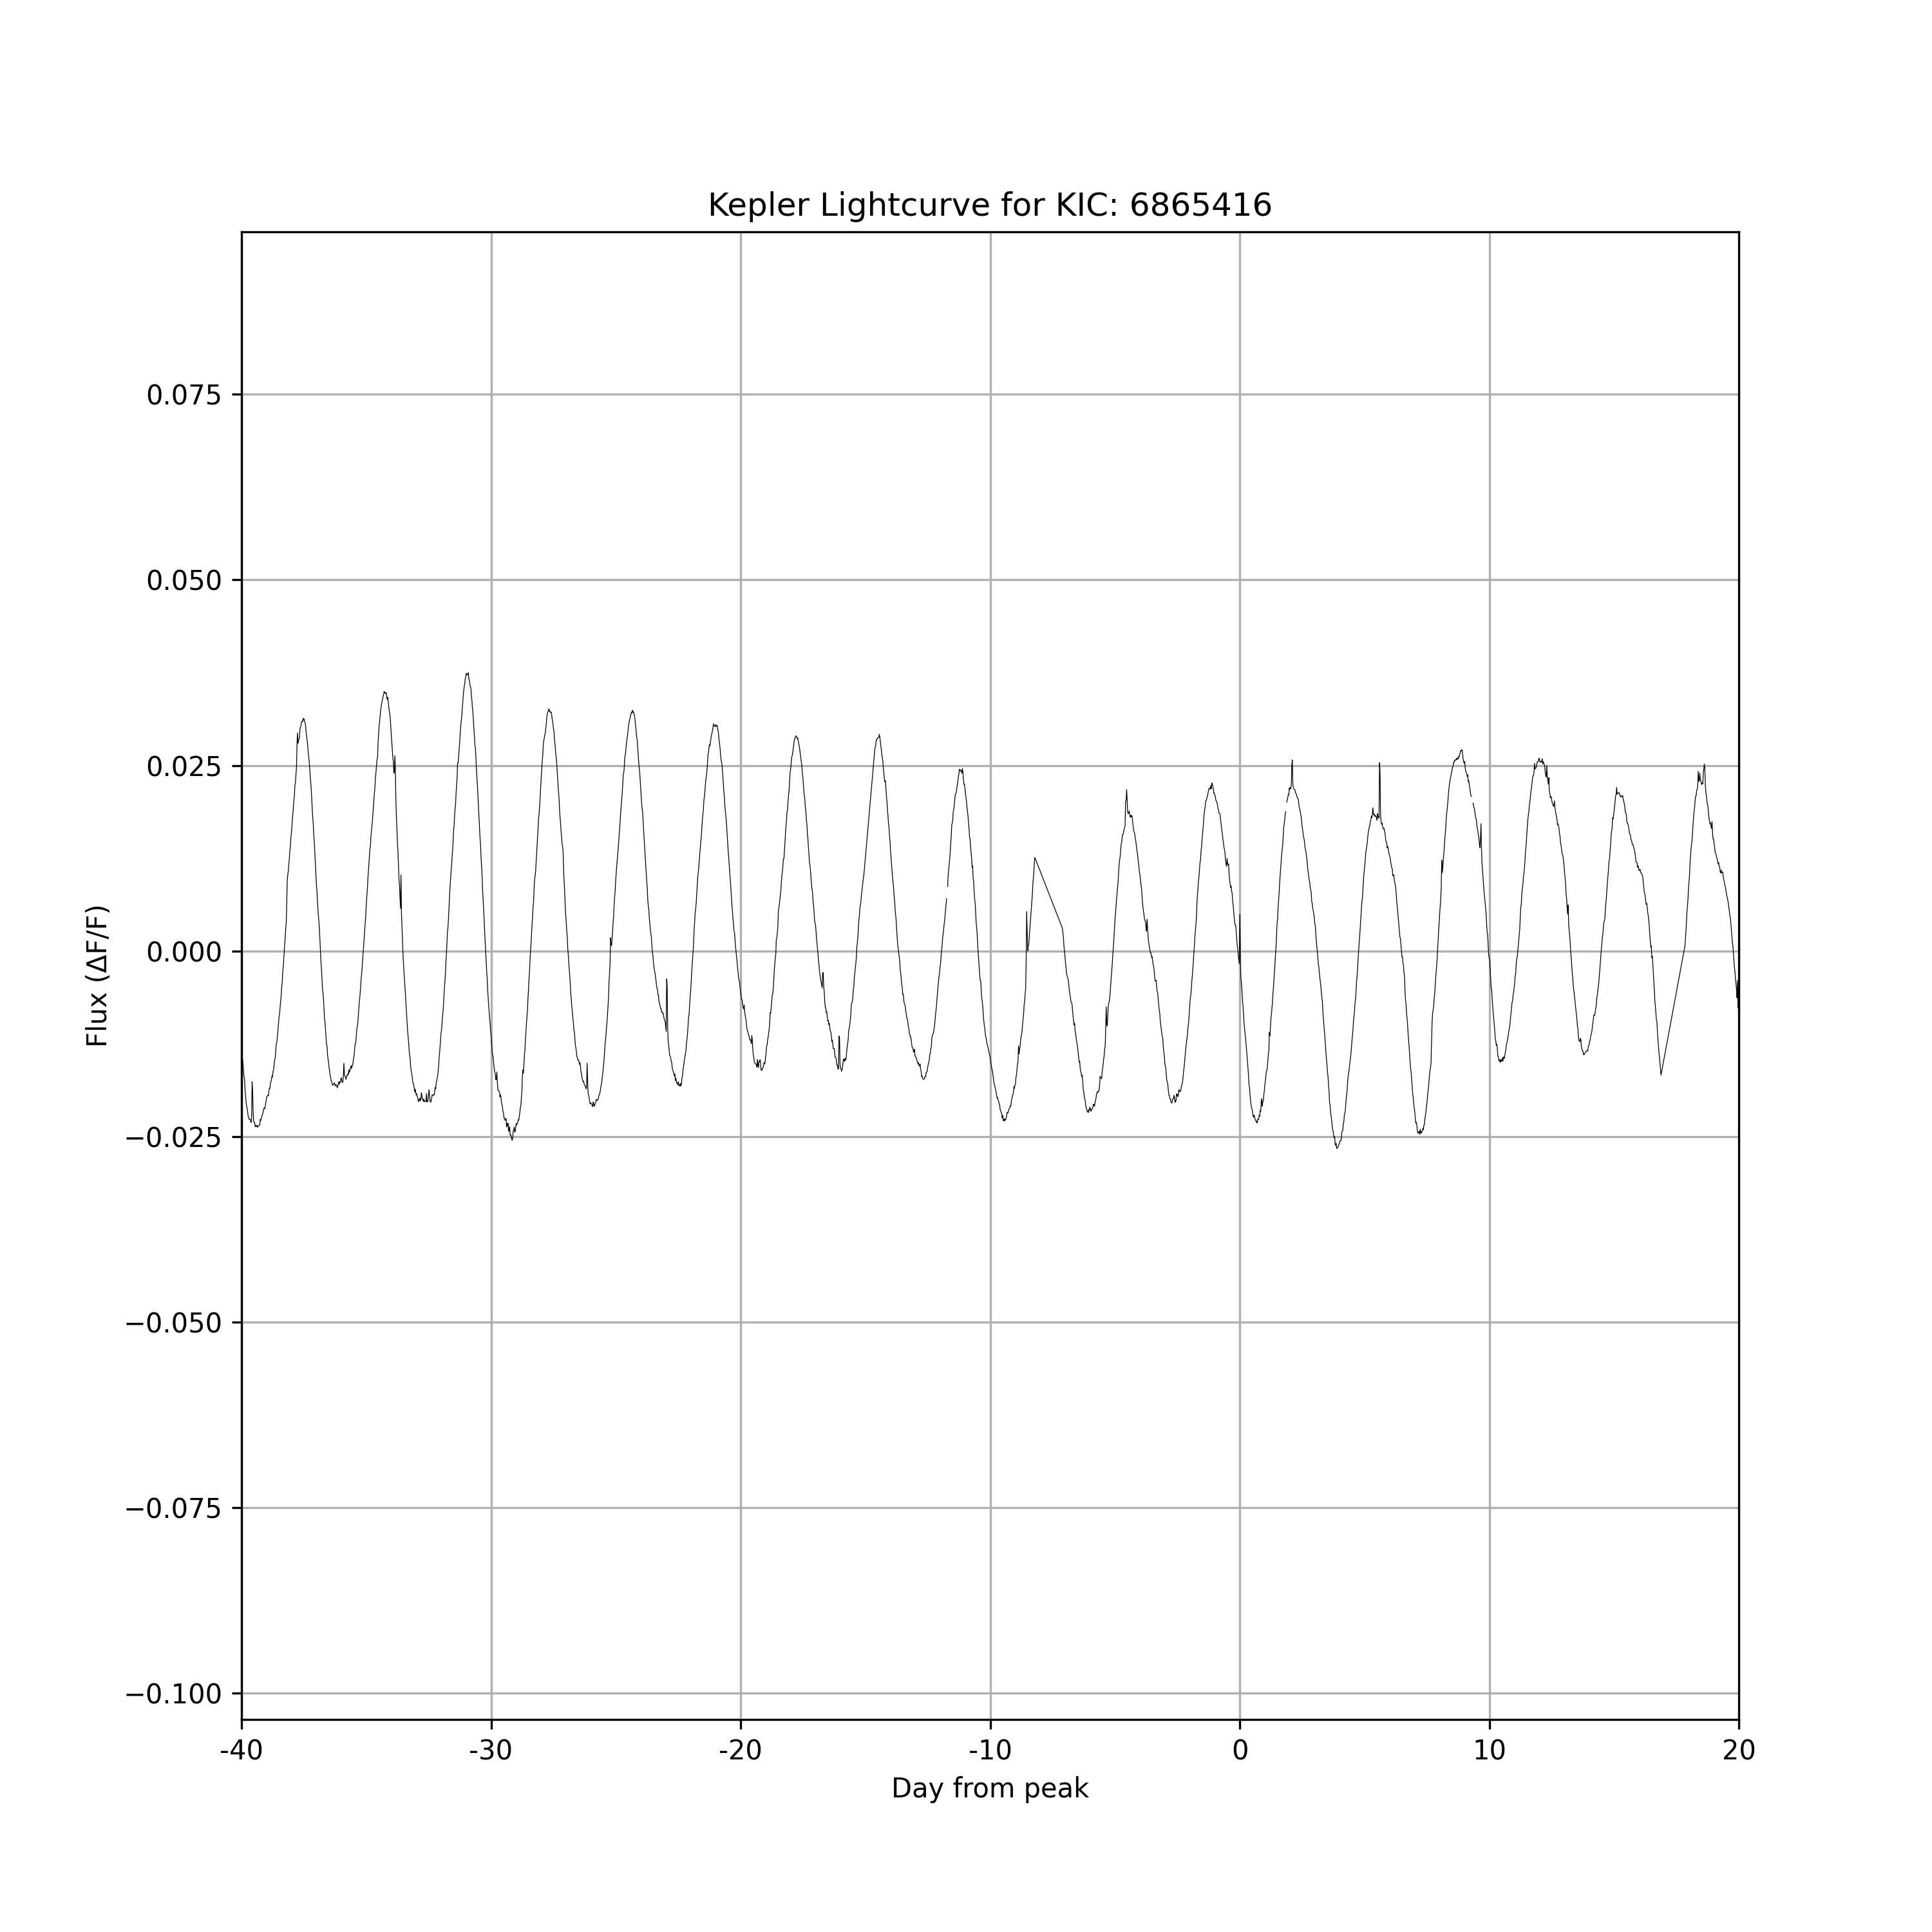 Kepler Lightcurve for KIC: 6865416
0.075
0.050
0.025
0.000
−0.025
−0.050
−0.075
−0.100
Flux (ΔF/F)
-40 -30 -20 -10 0 10 20
Day from peak